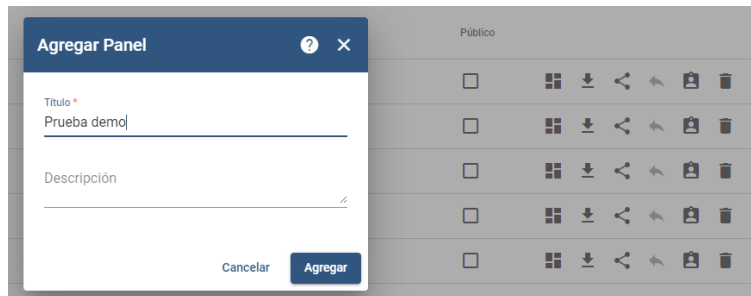 Agregar Panel
Público
Título *
Prueba demo
Descripción
Cancelar Agregar